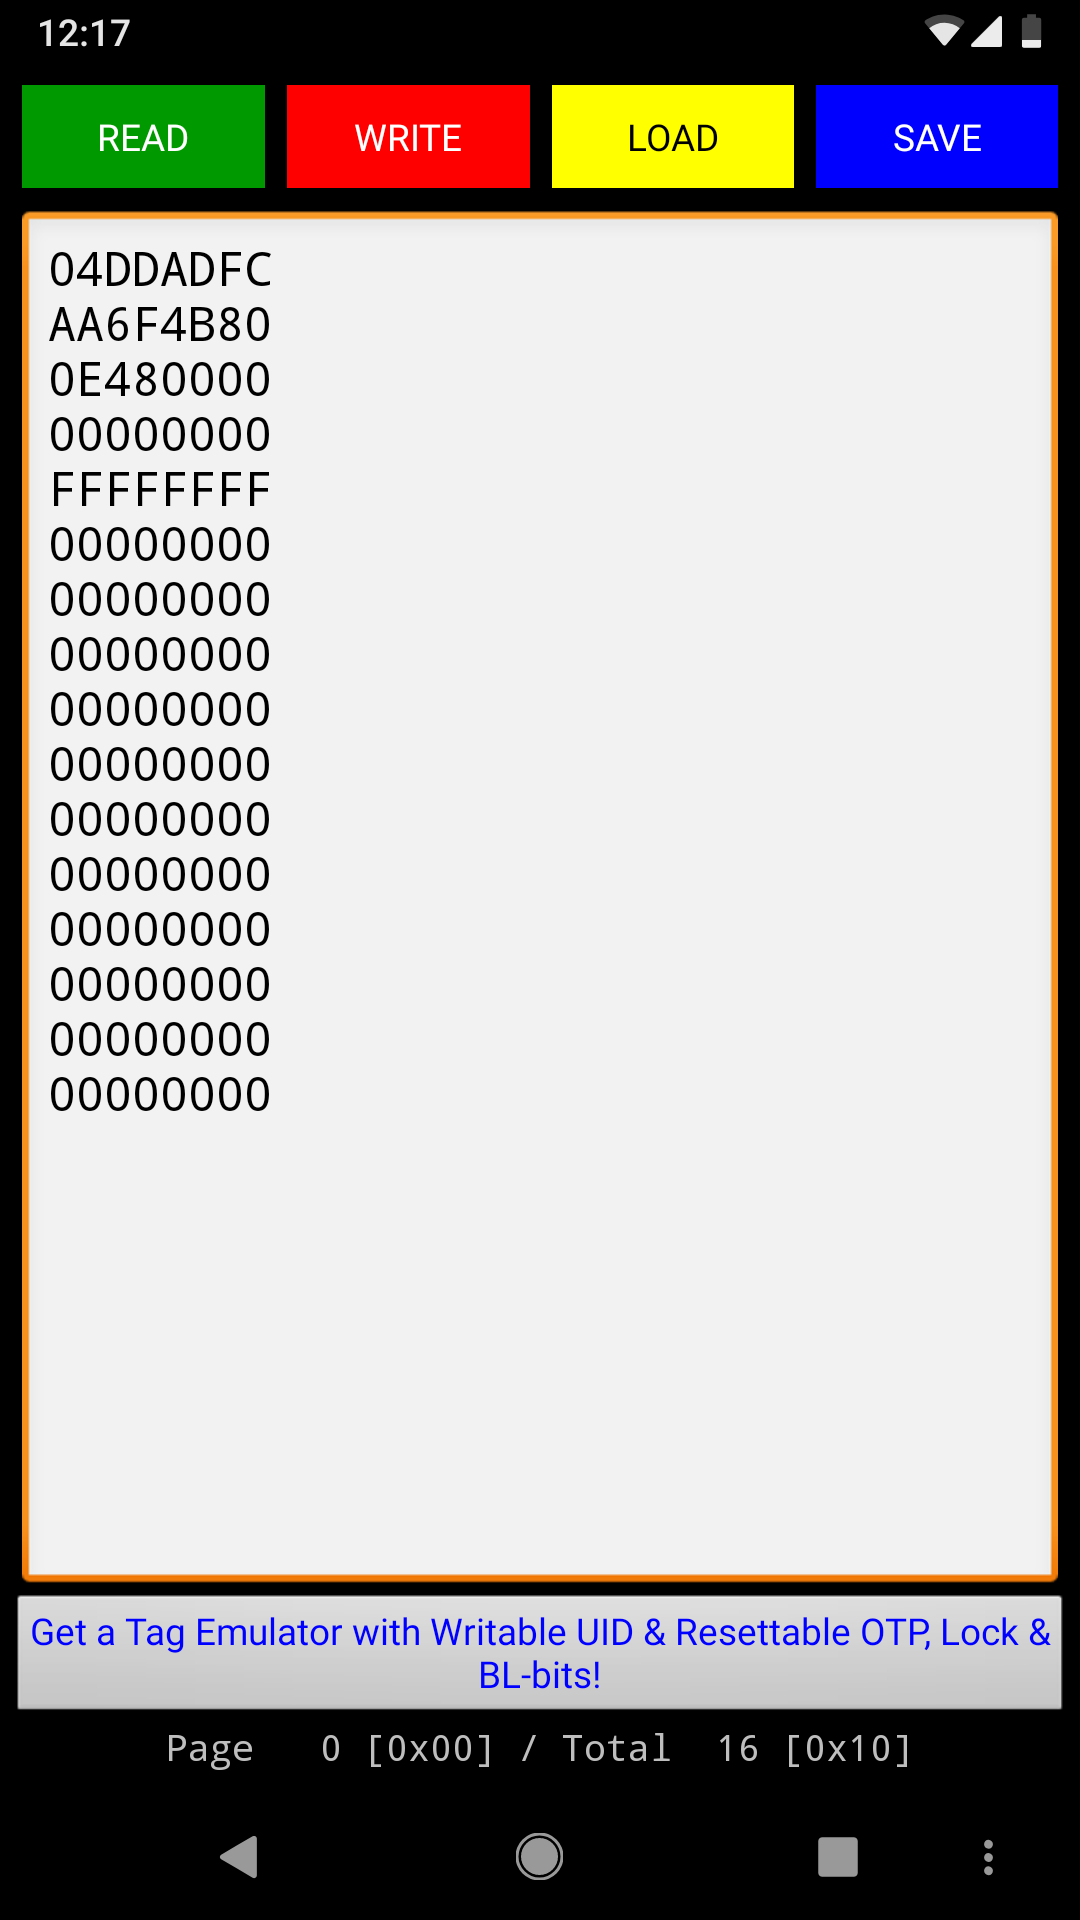 12:17
READ WRITE LOAD SAVE
04DDADFC
AA6F4B80
0E480000
00000000
FFFFFFFF
00000000
00000000
00000000
00000000
00000000
00000000
00000000
00000000
00000000
00000000
00000000
Get a Tag Emulator with Writable UID & Resettable OTP, Lock &
BL-bits!
Page 0 [0x00] / Total 16 [0x10]